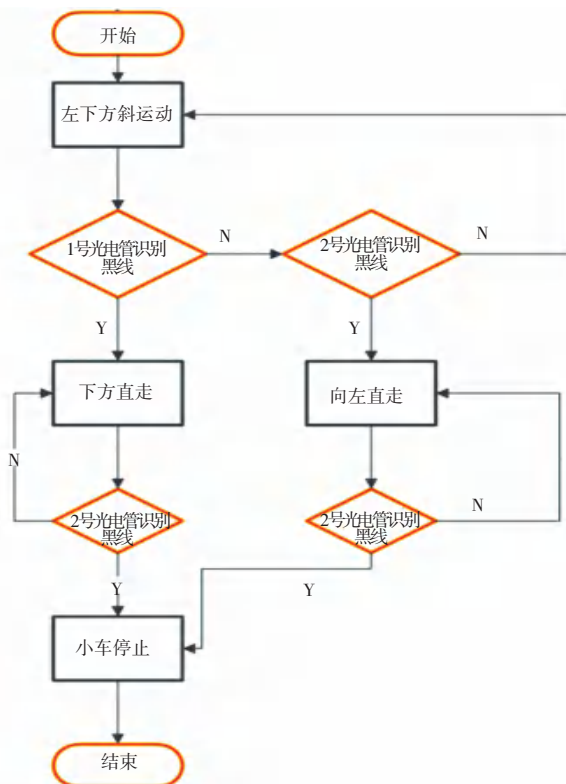 开始
左下方斜运动
1号光电管识别
黑线
N
2号光电管识别
黑线
N
Y
Y
下方直走
向左直走
N
2号光电管识别
黑线
2号光电管识别
黑线
N
Y
Y
小车停止
结束